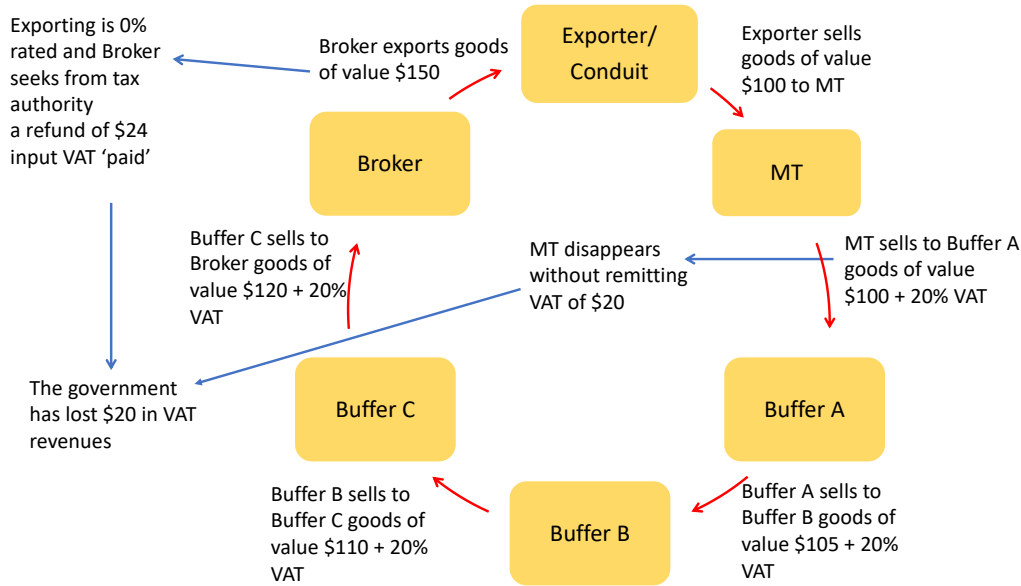 Exporting is 0%
rated and Broker
seeks from tax
authority
a refund of $24
input VAT ‘paid’
Broker exports goods
of value $150
Exporter/
Conduit
Exporter sells
goods of value
$100 to MT
Broker
MT
Buffer C sells to
Broker goods of
value $120 + 20%
VAT
MT disappears
without remitting
VAT of $20
MT sells to Buffer A
goods of value
$100 + 20% VAT
The government
has lost $20 in VAT
revenues
Buffer C
Buffer A
Buffer B sells to
Buffer C goods of
value $110 + 20%
VAT
Buffer B
Buffer A sells to
Buffer B goods of
value $105 + 20%
VAT